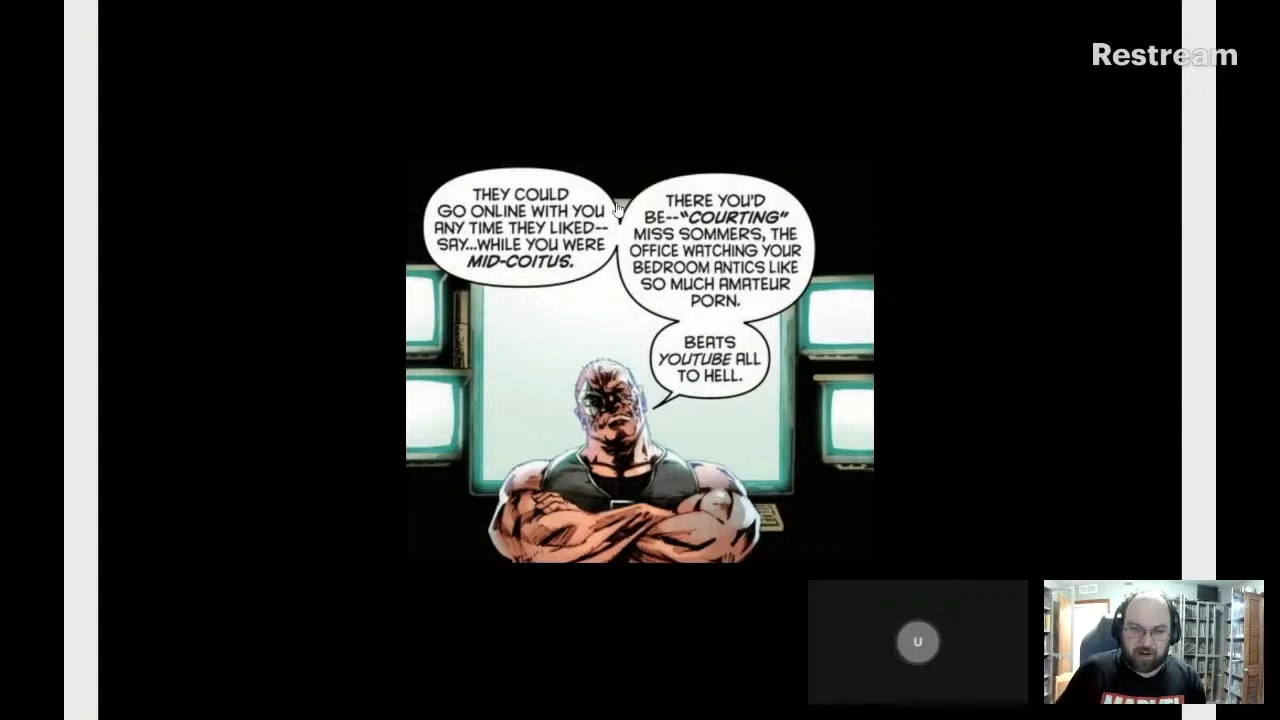 Restream
THEY COULD
GO ONLINE WITH YOU
ANY TIME THEY LIKED--
SAY...WHILE YOU WERE
MID-COITUS.
THERE YOU'D
BE--"COURTING"
MISS SOMMERS, THE
OFFICE WATCHING YOUR
BEDROOM ANTICS LIKE
SO MUCH AMATEUR
PORN.
BEATS
YOUTUBE ALL
TO HELL.
U
MARVEL